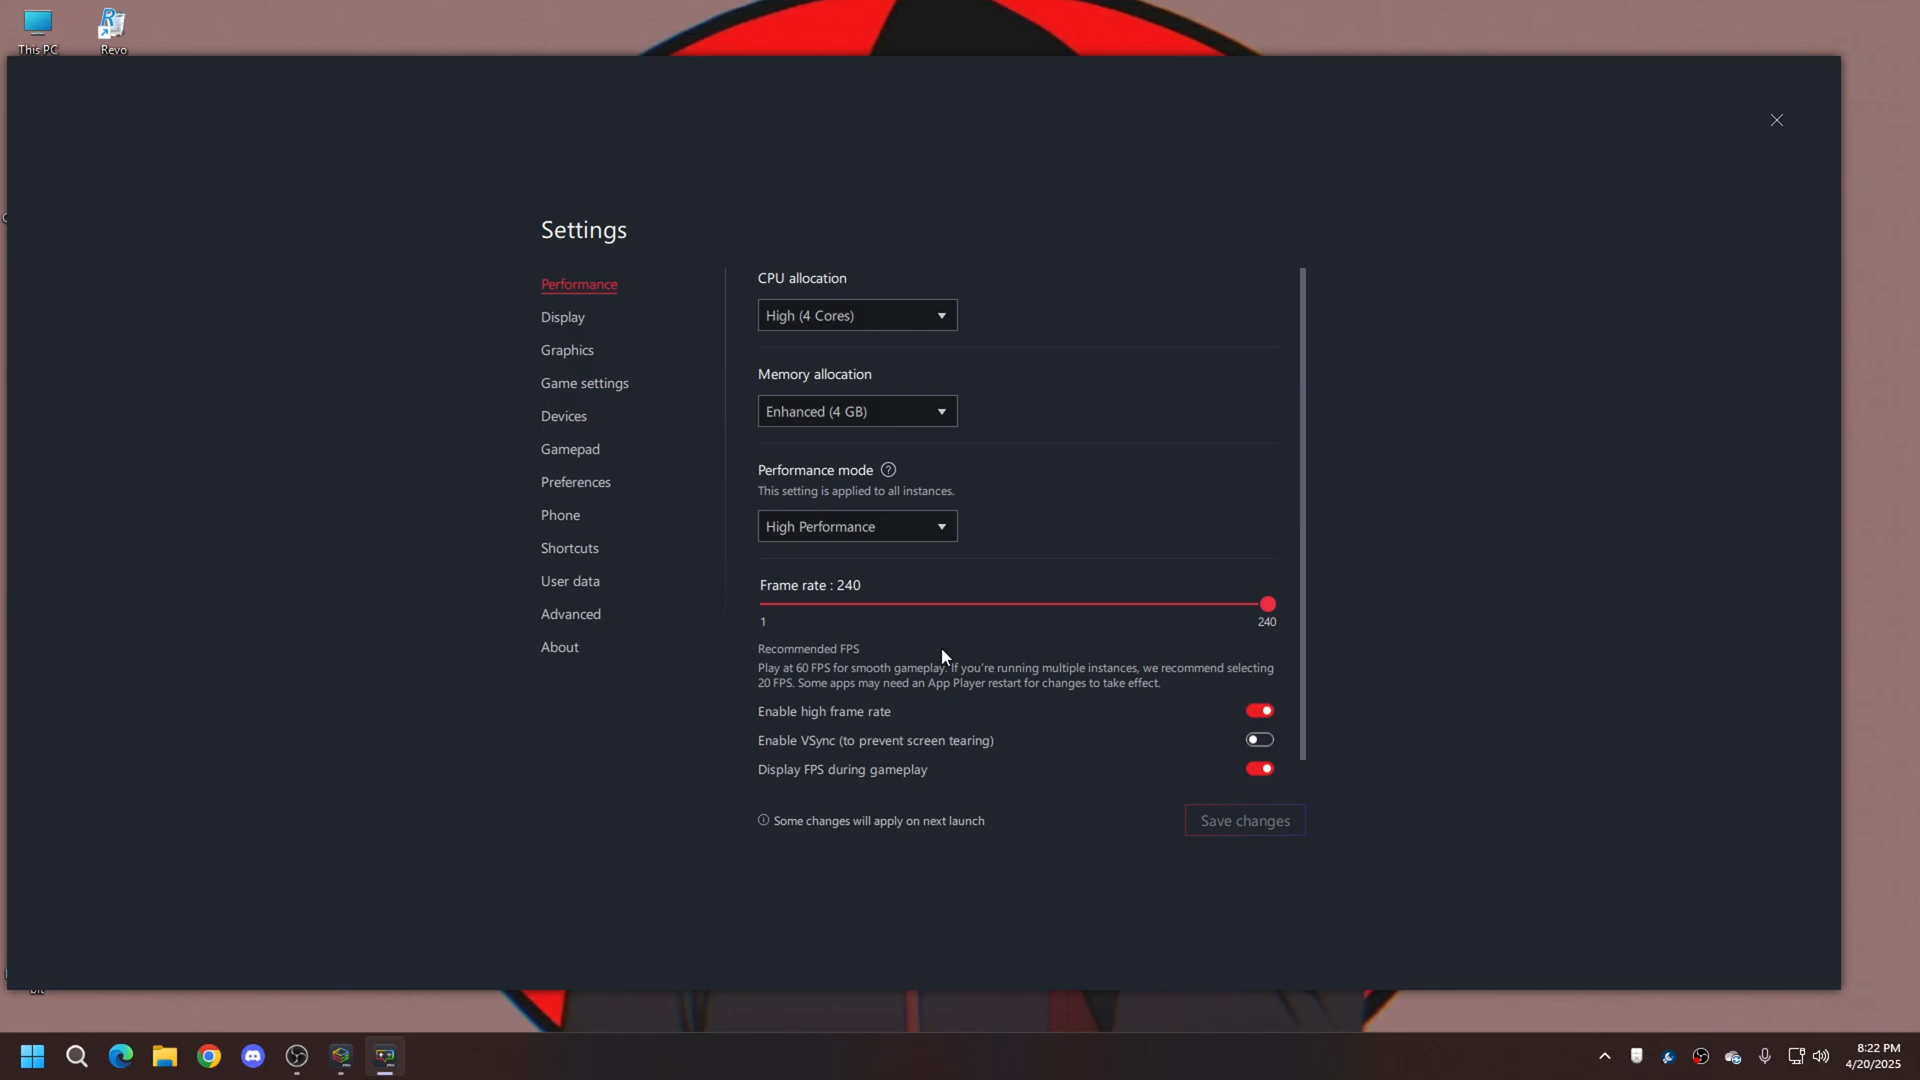 This PC
Revo
Settings
Performance
Display
Graphics
Game settings
Devices
Gamepad
Preferences
Phone
Shortcuts
User data
Advanced
About
CPU allocation
High (4 Cores)
Memory allocation
Enhanced (4 GB)
Performance mode ?
This setting is applied to all instances.
High Performance
Frame rate : 240
1
240
Recommended FPS
Play at 60 FPS for smooth gameplay. If you're running multiple instances, we recommend selecting
20 FPS. Some apps may need an App Player restart for changes to take effect.
Enable high frame rate
Enable VSync (to prevent screen tearing)
Display FPS during gameplay
Some changes will apply on next launch
Save changes
8:22 PM
4/20/2025